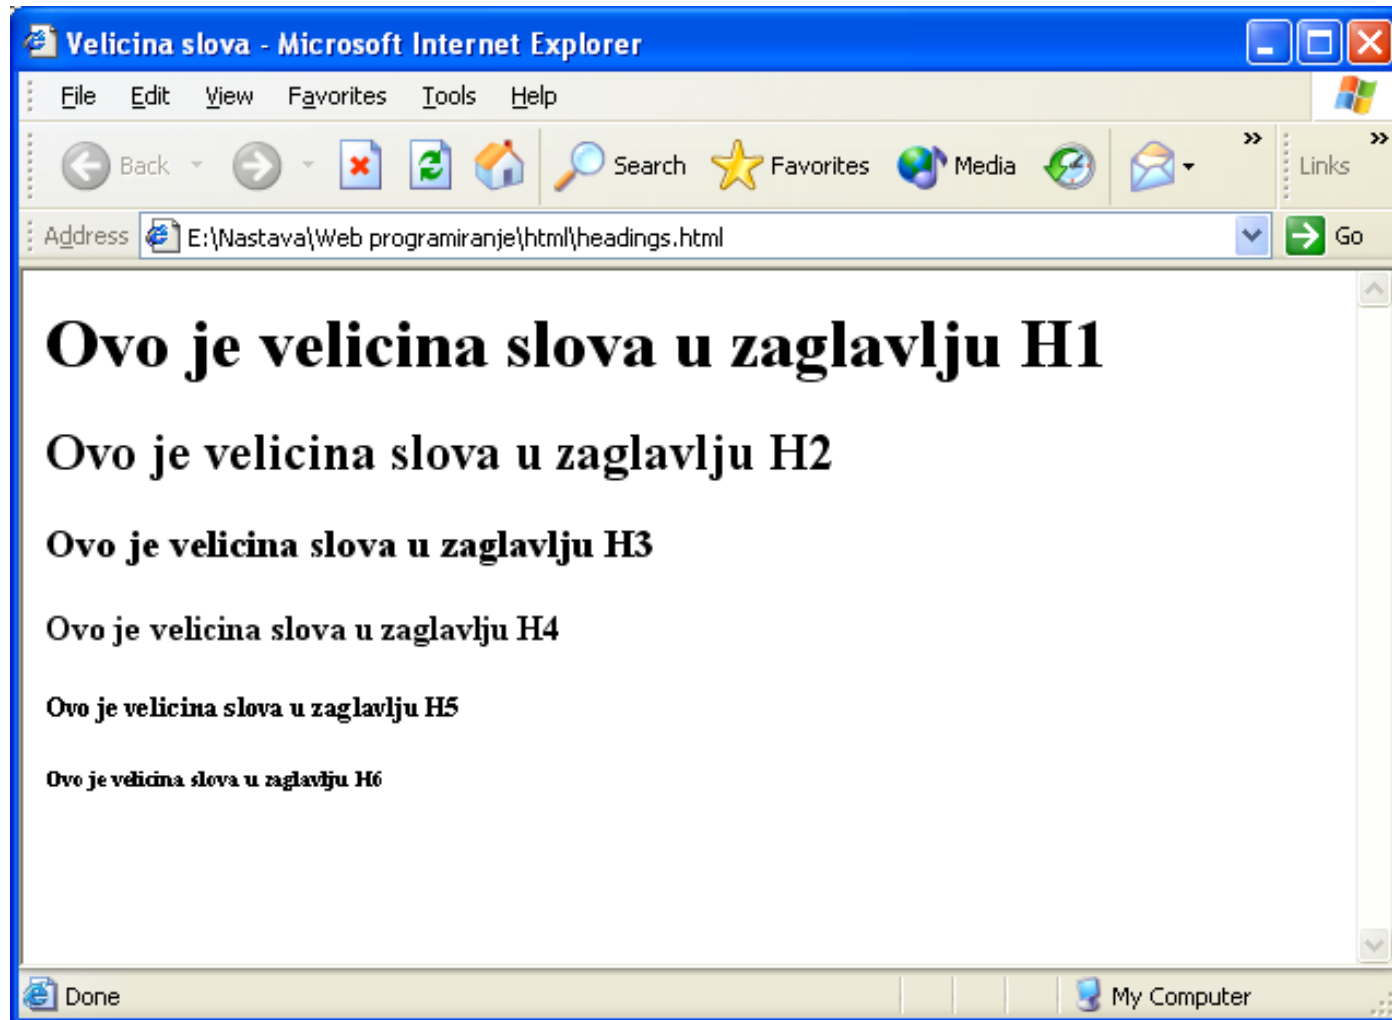 Velicina slova - Microsoft Internet Explorer
File Edit View Favorites Tools Help
Back Search Favorites Media » Links »
Address E:\Nastava\Web programiranje\html\headings.html Go
Ovo je velicina slova u zaglavlju H1
Ovo je velicina slova u zaglavlju H2
Ovo je velicina slova u zaglavlju H3
Ovo je velicina slova u zaglavlju H4
Ovo je velicina slova u zaglavlju H5
Ovo je velicina slova u zaglavlju H6
Done My Computer